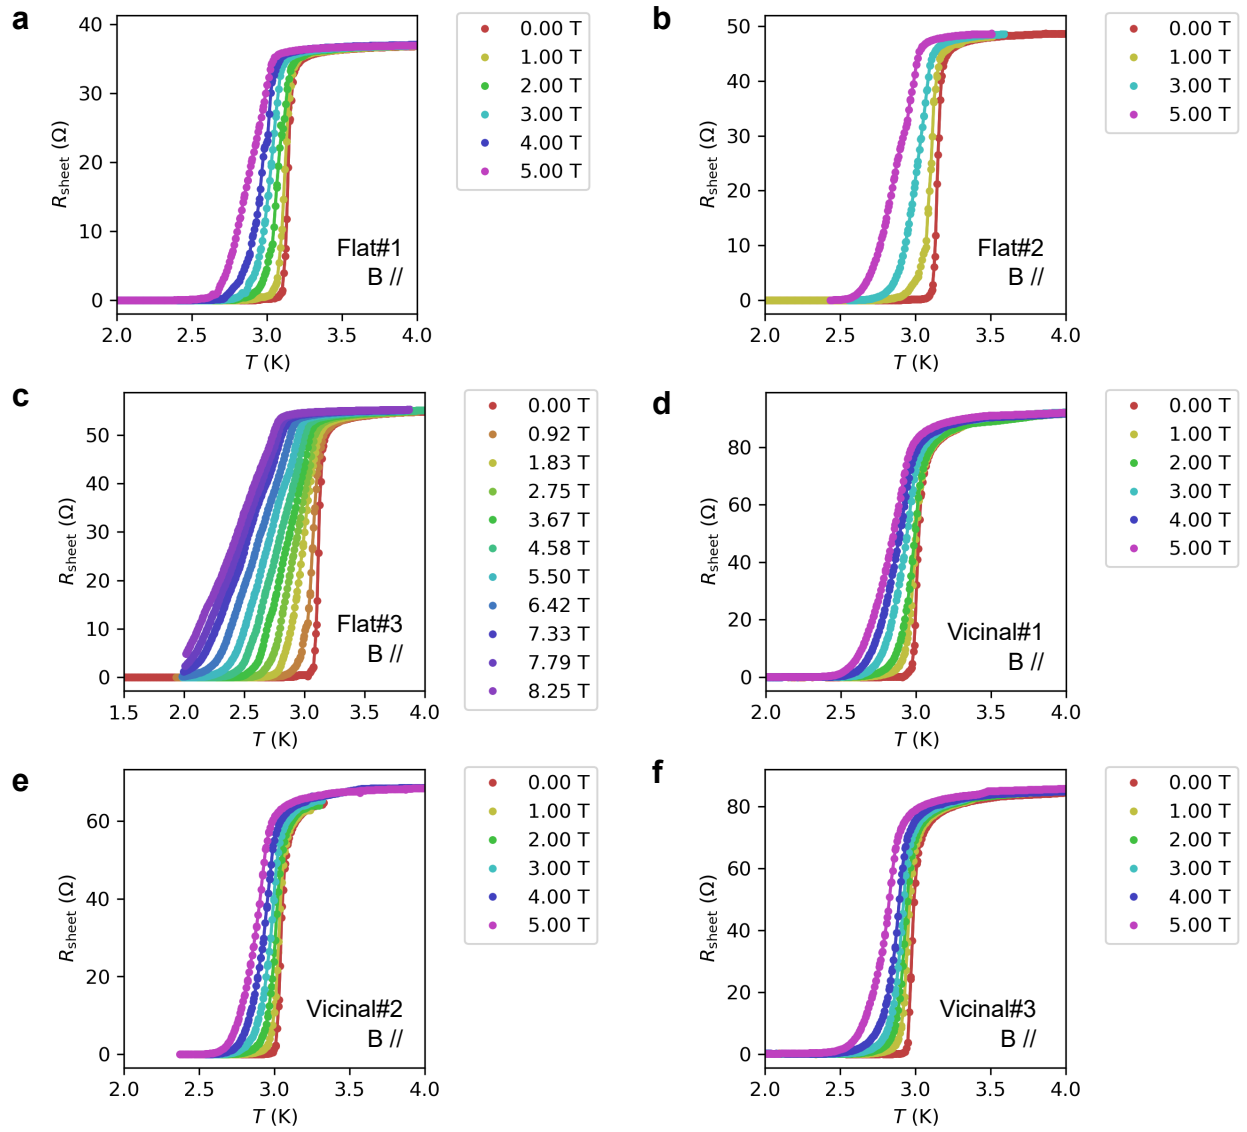 a
40
30
20
10
0
2.0 2.5 3.0 3.5 4.0
T (K)
Rsheet (Ω)
Flat#1
B //
0.00 T
1.00 T
2.00 T
3.00 T
4.00 T
5.00 T
b
50
40
30
20
10
0
2.0 2.5 3.0 3.5 4.0
T (K)
Rsheet (Ω)
Flat#2
B //
0.00 T
1.00 T
3.00 T
5.00 T
c
50
40
30
20
10
0
1.5 2.0 2.5 3.0 3.5 4.0
T (K)
Rsheet (Ω)
Flat#3
B //
0.00 T
0.92 T
1.83 T
2.75 T
3.67 T
4.58 T
5.50 T
6.42 T
7.33 T
7.79 T
8.25 T
d
80
60
40
20
0
2.0 2.5 3.0 3.5 4.0
T (K)
Rsheet (Ω)
Vicinal#1
B //
0.00 T
1.00 T
2.00 T
3.00 T
4.00 T
5.00 T
e
60
40
20
0
2.0 2.5 3.0 3.5 4.0
T (K)
Rsheet (Ω)
Vicinal#2
B //
0.00 T
1.00 T
2.00 T
3.00 T
4.00 T
5.00 T
f
80
60
40
20
0
2.0 2.5 3.0 3.5 4.0
T (K)
Rsheet (Ω)
Vicinal#3
B //
0.00 T
1.00 T
2.00 T
3.00 T
4.00 T
5.00 T